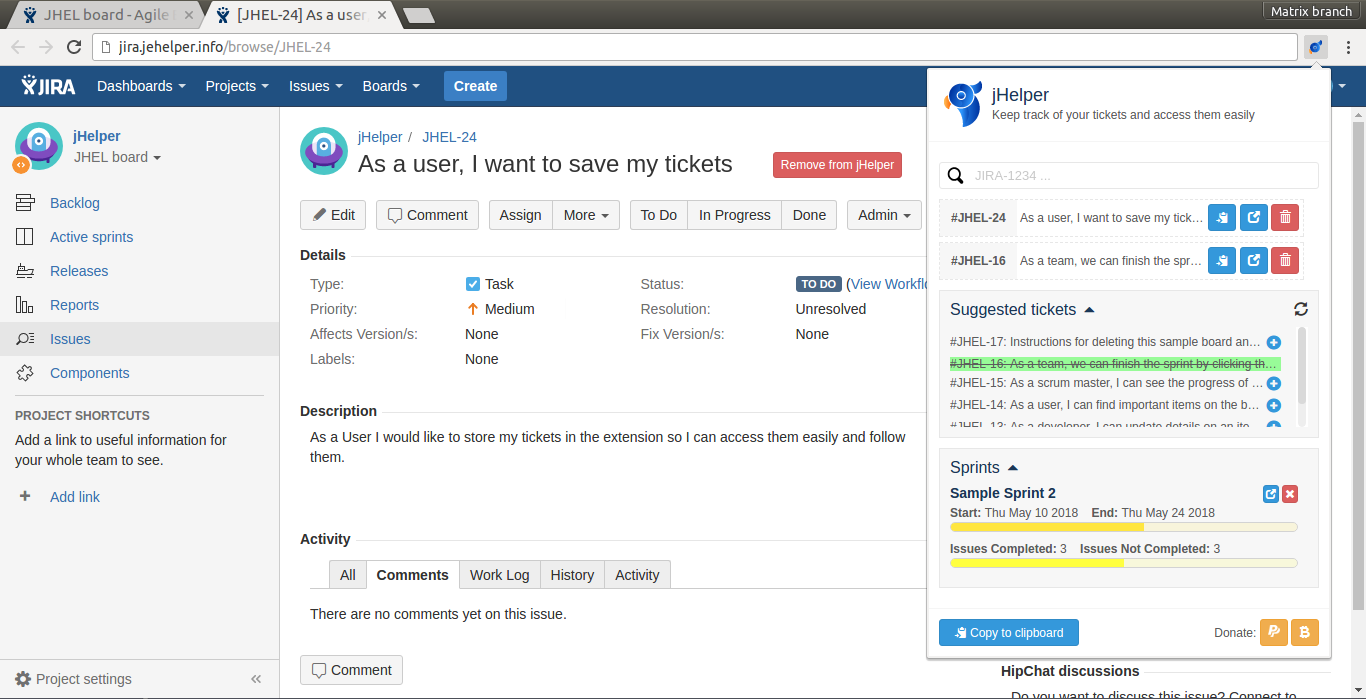 JHEL board - Agile
[JHEL-24] As a user,
Matrix branch
jira.jehelper.info/browse/JHEL-24
JIRA
Dashboards
Projects
Issues
Boards
Create
jHelper
JHEL board
Backlog
Active sprints
Releases
Reports
Issues
Components
PROJECT SHORTCUTS
Add a link to useful information for
your whole team to see.
Add link
Project settings
jHelper / JHEL-24
As a user, I want to save my tickets
Remove from jHelper
Edit
Comment
Assign
More
To Do
In Progress
Done
Admin
Details
Type: Task
Status: TO DO (View Workflo
Priority: Medium
Resolution: Unresolved
Affects Version/s: None
Fix Version/s: None
Labels: None
Description
As a User I would like to store my tickets in the extension so I can access them easily and follow
them.
Activity
All
Comments
Work Log
History
Activity
There are no comments yet on this issue.
Comment
jHelper
Keep track of your tickets and access them easily
JIRA-1234 ...
#JHEL-24 As a user, I want to save my tick...
#JHEL-16 As a team, we can finish the spr...
Suggested tickets
#JHEL-17: Instructions for deleting this sample board an...
#JHEL-16: As a team, we can finish the sprint by clicking th...
#JHEL-15: As a scrum master, I can see the progress of ...
#JHEL-14: As a user, I can find important items on the b...
#JHEL-13: As a developer, I can update details on an ite...
Sprints
Sample Sprint 2
Start: Thu May 10 2018 End: Thu May 24 2018
Issues Completed: 3 Issues Not Completed: 3
Copy to clipboard
Donate:
HipChat discussions
Do you want to discuss this issue? Connect to